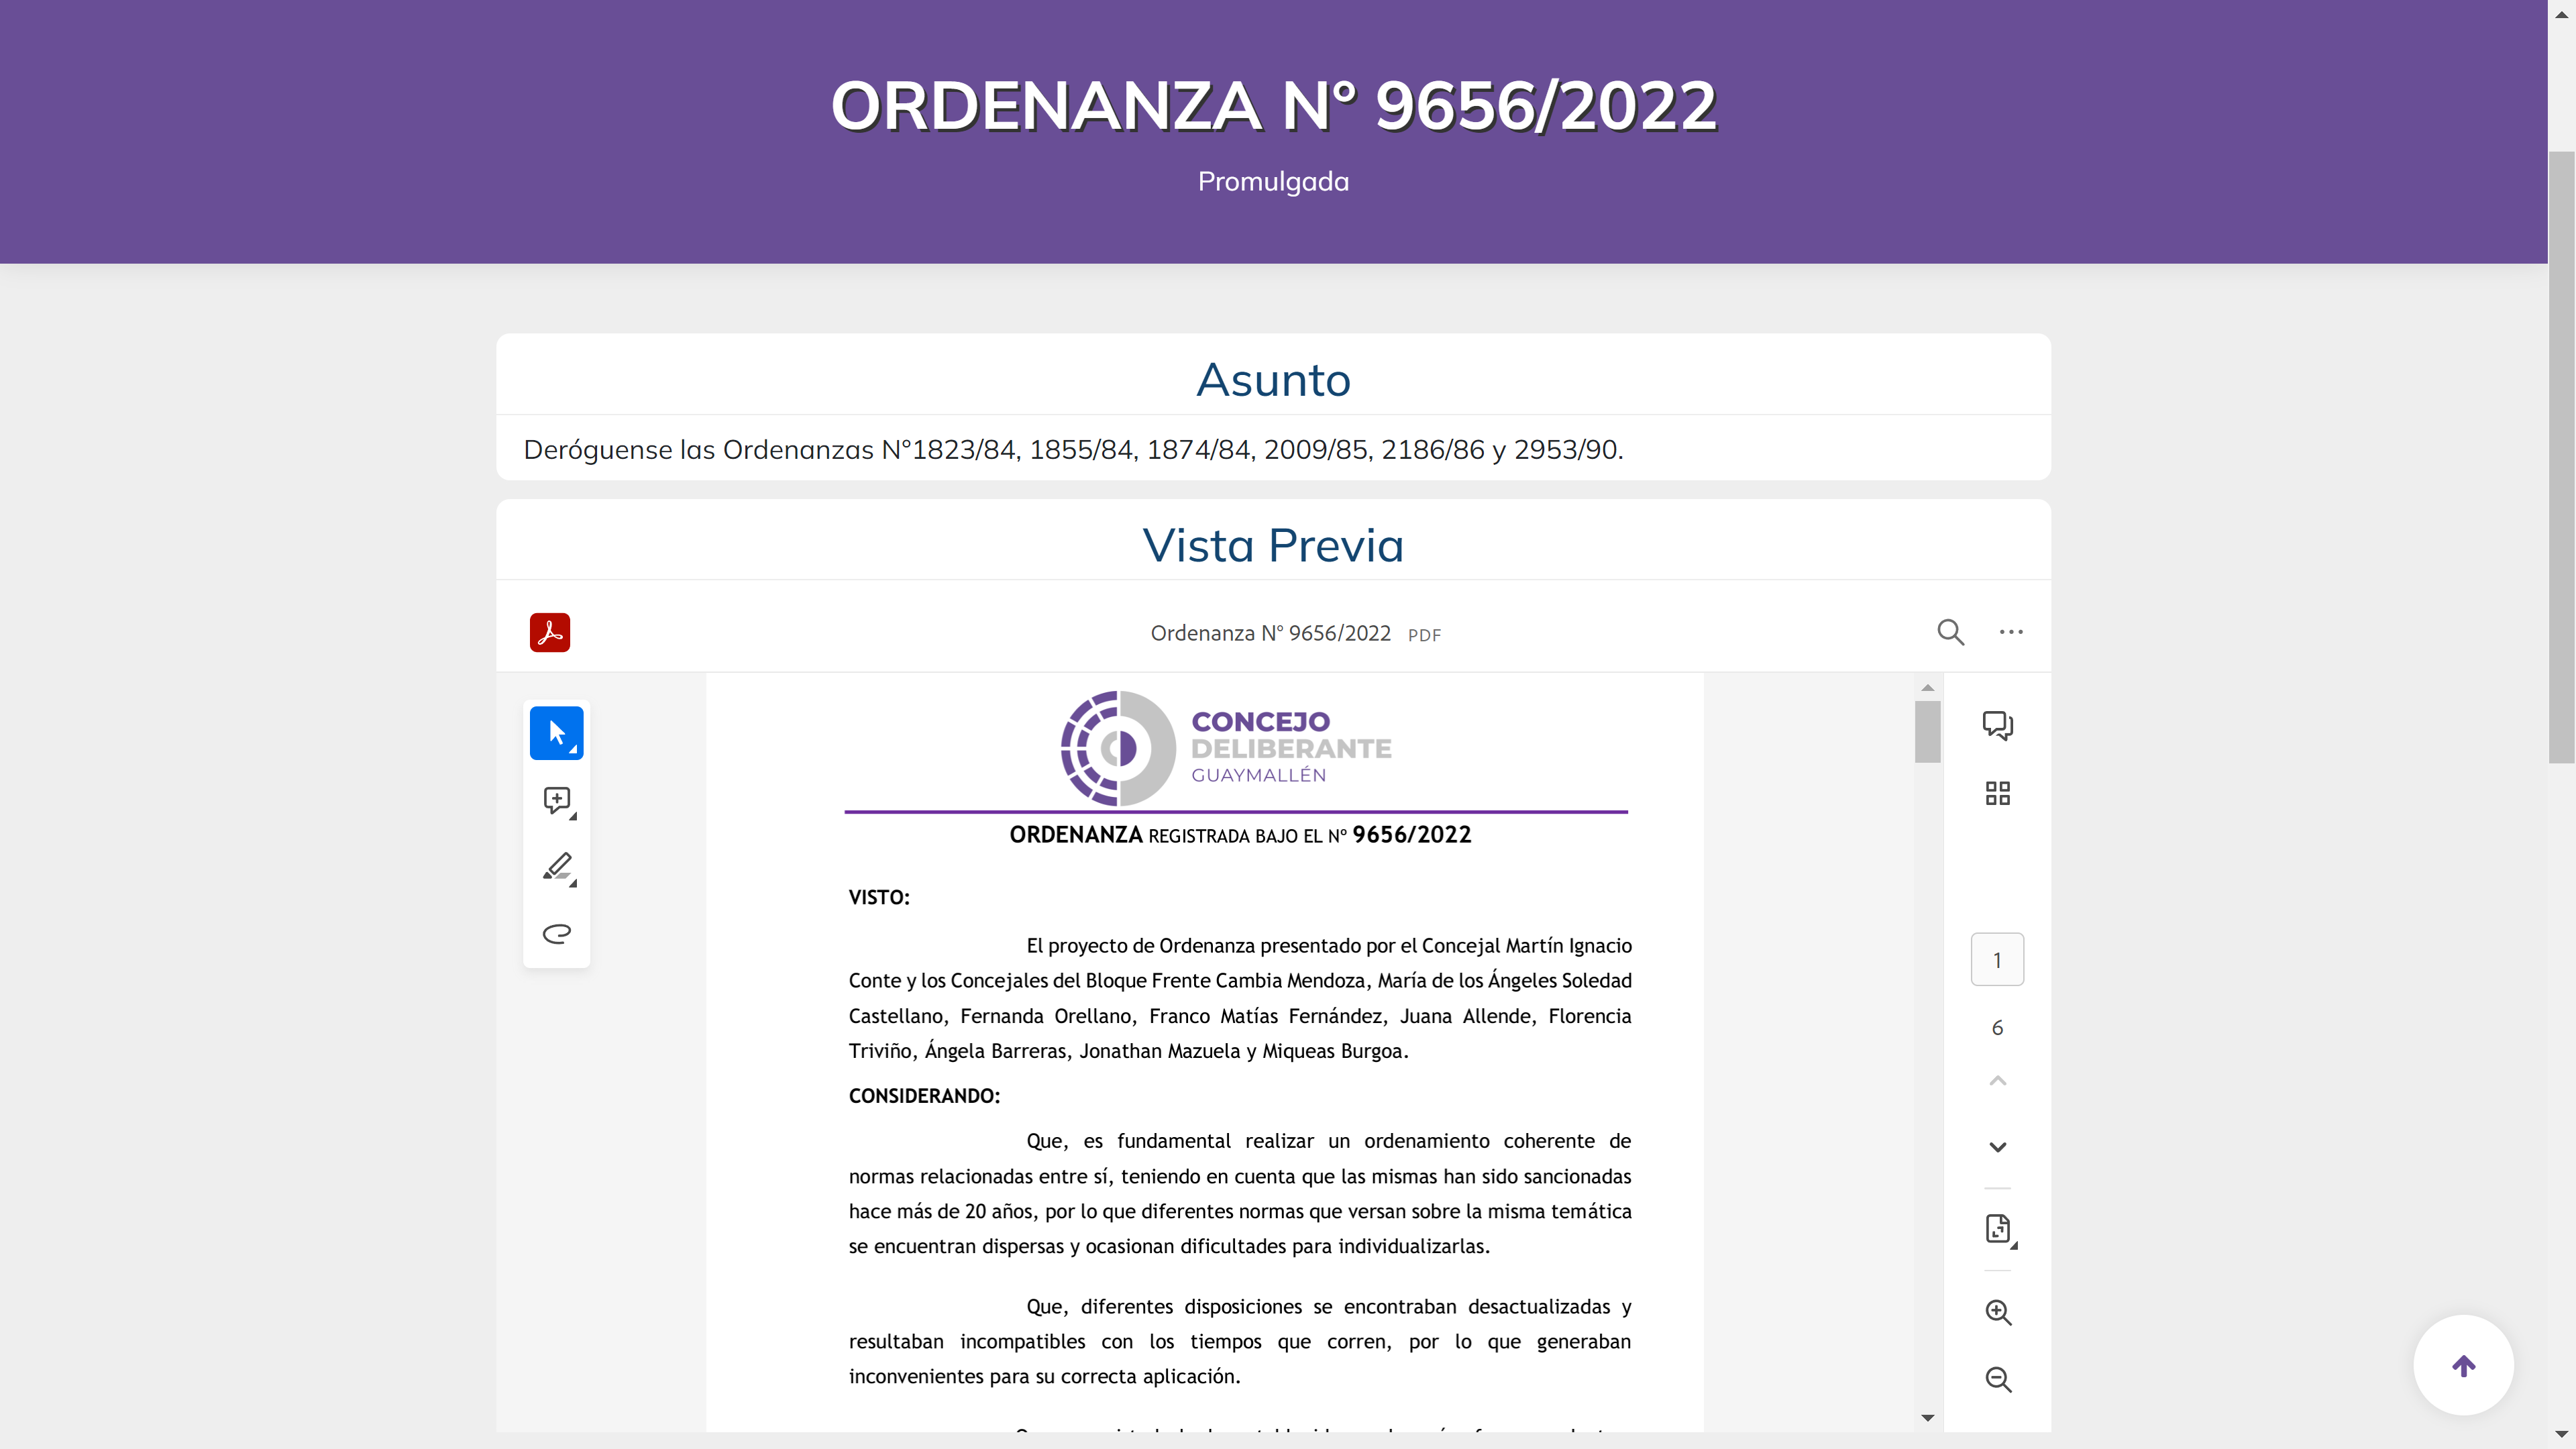 ORDENANZA N° 9656/2022
Promulgada
Asunto
Deróguense las Ordenanzas N°1823/84, 1855/84, 1874/84, 2009/85, 2186/86 y 2953/90.
Vista Previa
Ordenanza N° 9656/2022 PDF
CONCEJO
DELIBERANTE
GUAYMALLÉN
ORDENANZA REGISTRADA BAJO EL Nº 9656/2022
VISTO:
El proyecto de Ordenanza presentado por el Concejal Martín Ignacio
Conte y los Concejales del Bloque Frente Cambia Mendoza, María de los Ángeles Soledad
Castellano, Fernanda Orellano, Franco Matías Fernández, Juana Allende, Florencia
Triviño, Ángela Barreras, Jonathan Mazuela y Miqueas Burgoa.
CONSIDERANDO:
Que, es fundamental realizar un ordenamiento coherente de
normas relacionadas entre sí, teniendo en cuenta que las mismas han sido sancionadas
hace más de 20 años, por lo que diferentes normas que versan sobre la misma temática
se encuentran dispersas y ocasionan dificultades para individualizarlas.
Que, diferentes disposiciones se encontraban desactualizadas y
resultaban incompatibles con los tiempos que corren, por lo que generaban
inconvenientes para su correcta aplicación.
1
6